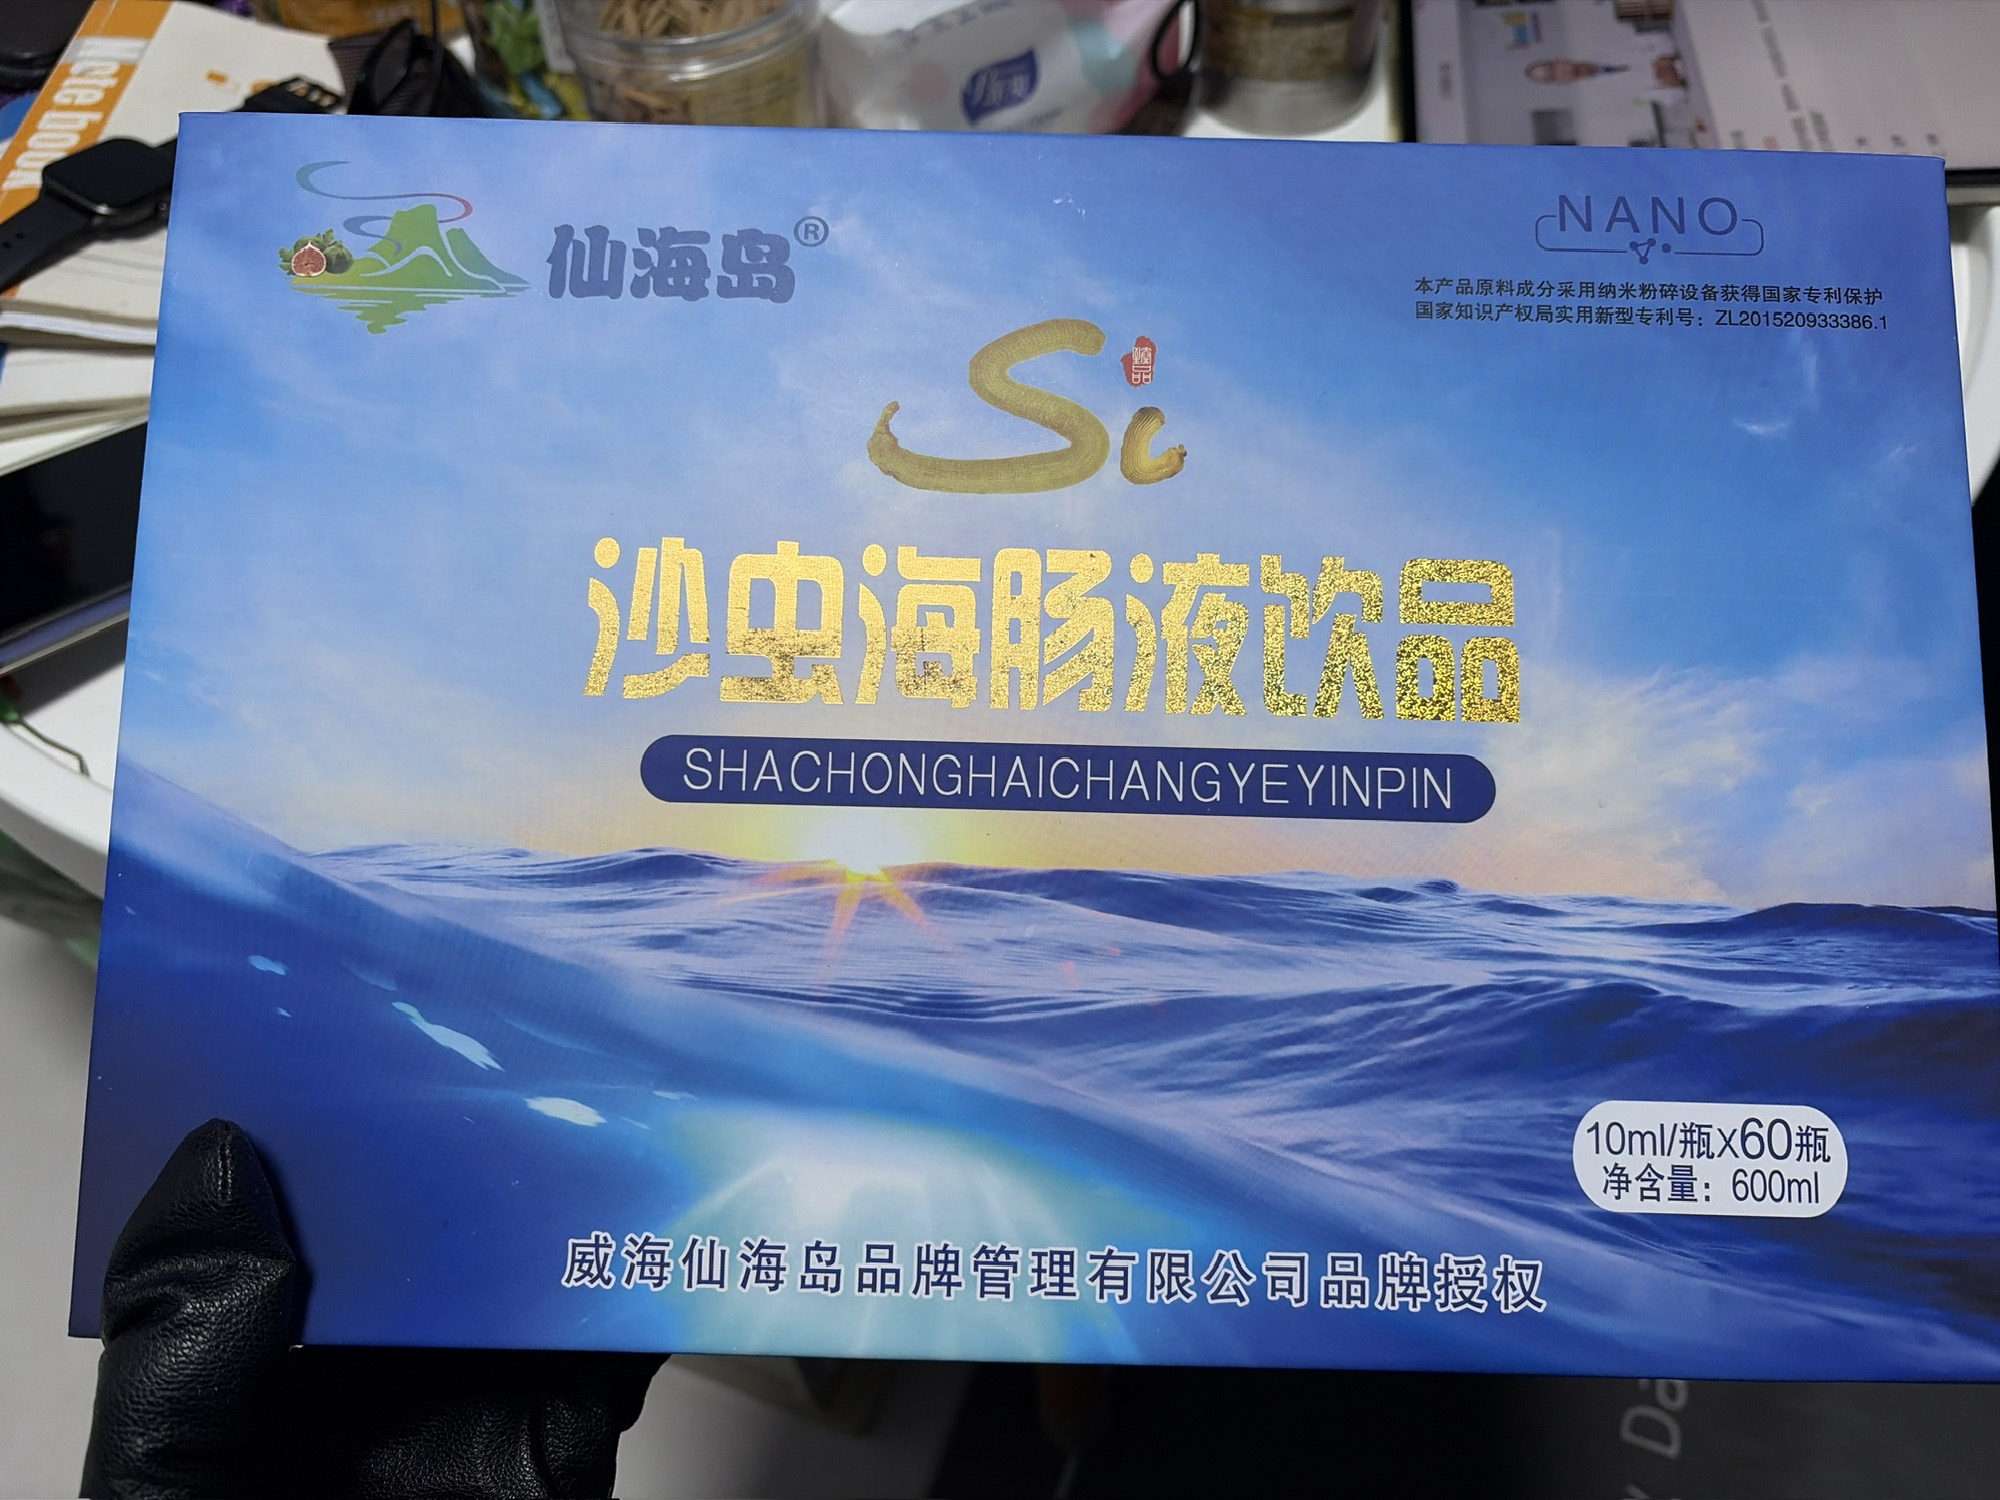 Note book
仙海岛®
NANO
本产品原料成分采用纳米粉碎设备获得国家专利保护
国家知识产权局实用新型专利号：ZL201520933386.1
Si
沙虫海肠液饮品
SHACHONGHAICHANGYEYINPIN
10ml/瓶X60瓶
净含量：600ml
威海仙海岛品牌管理有限公司品牌授权